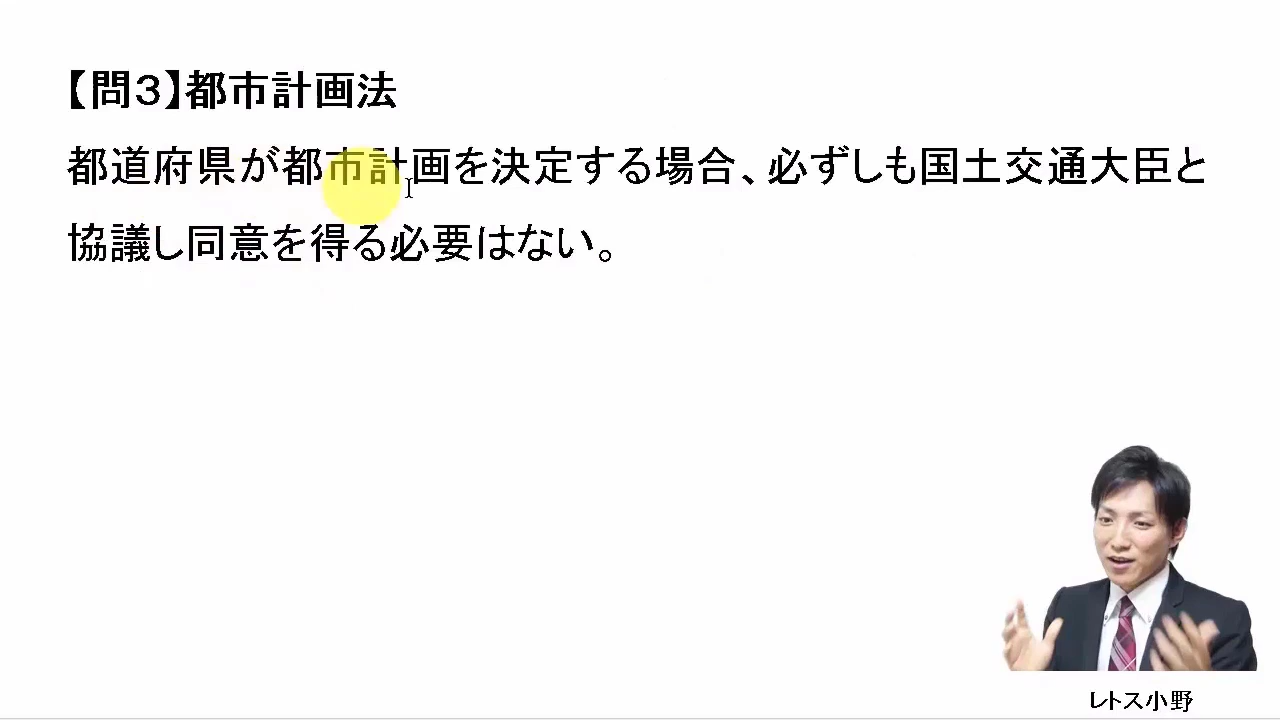 【問３】都市計画法
都道府県が都市計画を決定する場合、必ずしも国土交通大臣と
協議し同意を得る必要はない。
レトス小野